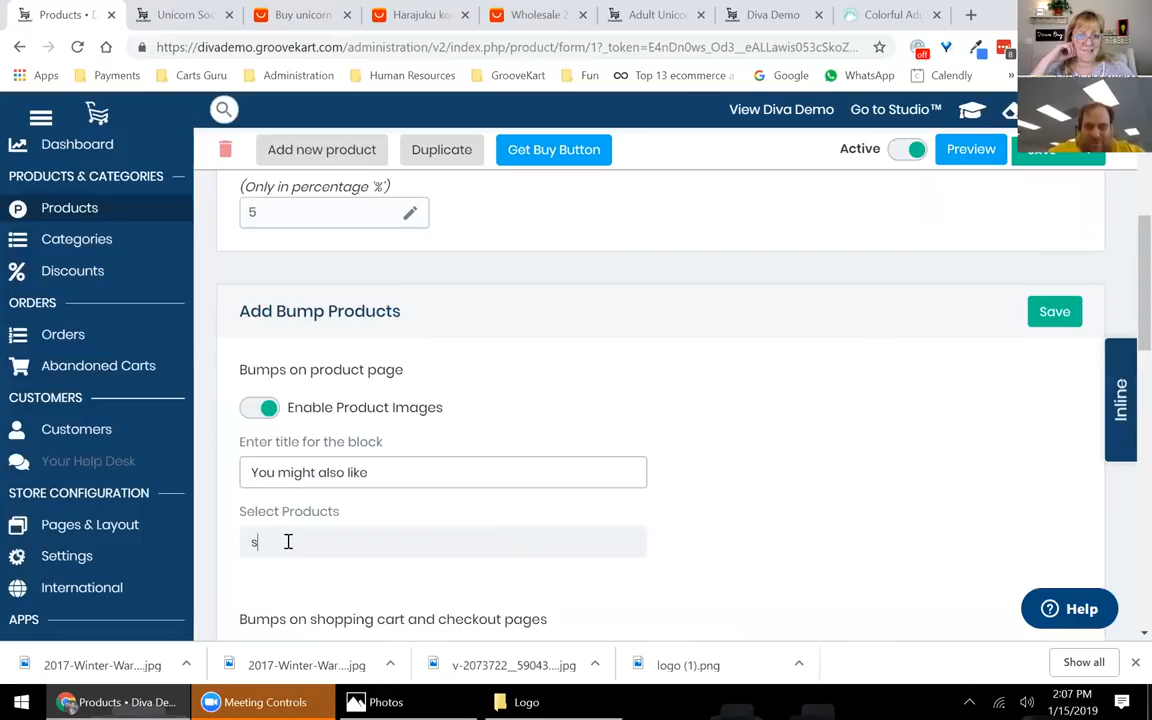 Products • D
Unicorn Soc
Buy unicorn
Harajuku ko
Wholesale 2
Adult Unico
Diva Demo
Colorful Ad
https://divademo.groovekart.com/administration/v2/index.php/product/form/1?_token=E4nDn0ws_Od3__eALLawis053cSkoZ...
off
8
Apps
Payments
Carts Guru
Administration
Human Resources
GrooveKart
Fun
Top 13 ecommerce a
Google
WhatsApp
Calendly
»
View Diva Demo
Go to Studio™
Add new product
Duplicate
Get Buy Button
Active
Preview
Dashboard
PRODUCTS & CATEGORIES
Products
Categories
Discounts
ORDERS
Orders
Abandoned Carts
CUSTOMERS
Customers
Your Help Desk
STORE CONFIGURATION
Pages & Layout
Settings
International
APPS
(Only in percentage '%')
5
Add Bump Products
Save
Bumps on product page
Enable Product Images
Enter title for the block
You might also like
Select Products
s
Bumps on shopping cart and checkout pages
Inline
Help
2017-Winter-War....jpg
2017-Winter-War....jpg
v-2073722__59043....jpg
logo (1).png
Show all
Products • Diva De...
Meeting Controls
Photos
Logo
2:07 PM
1/15/2019